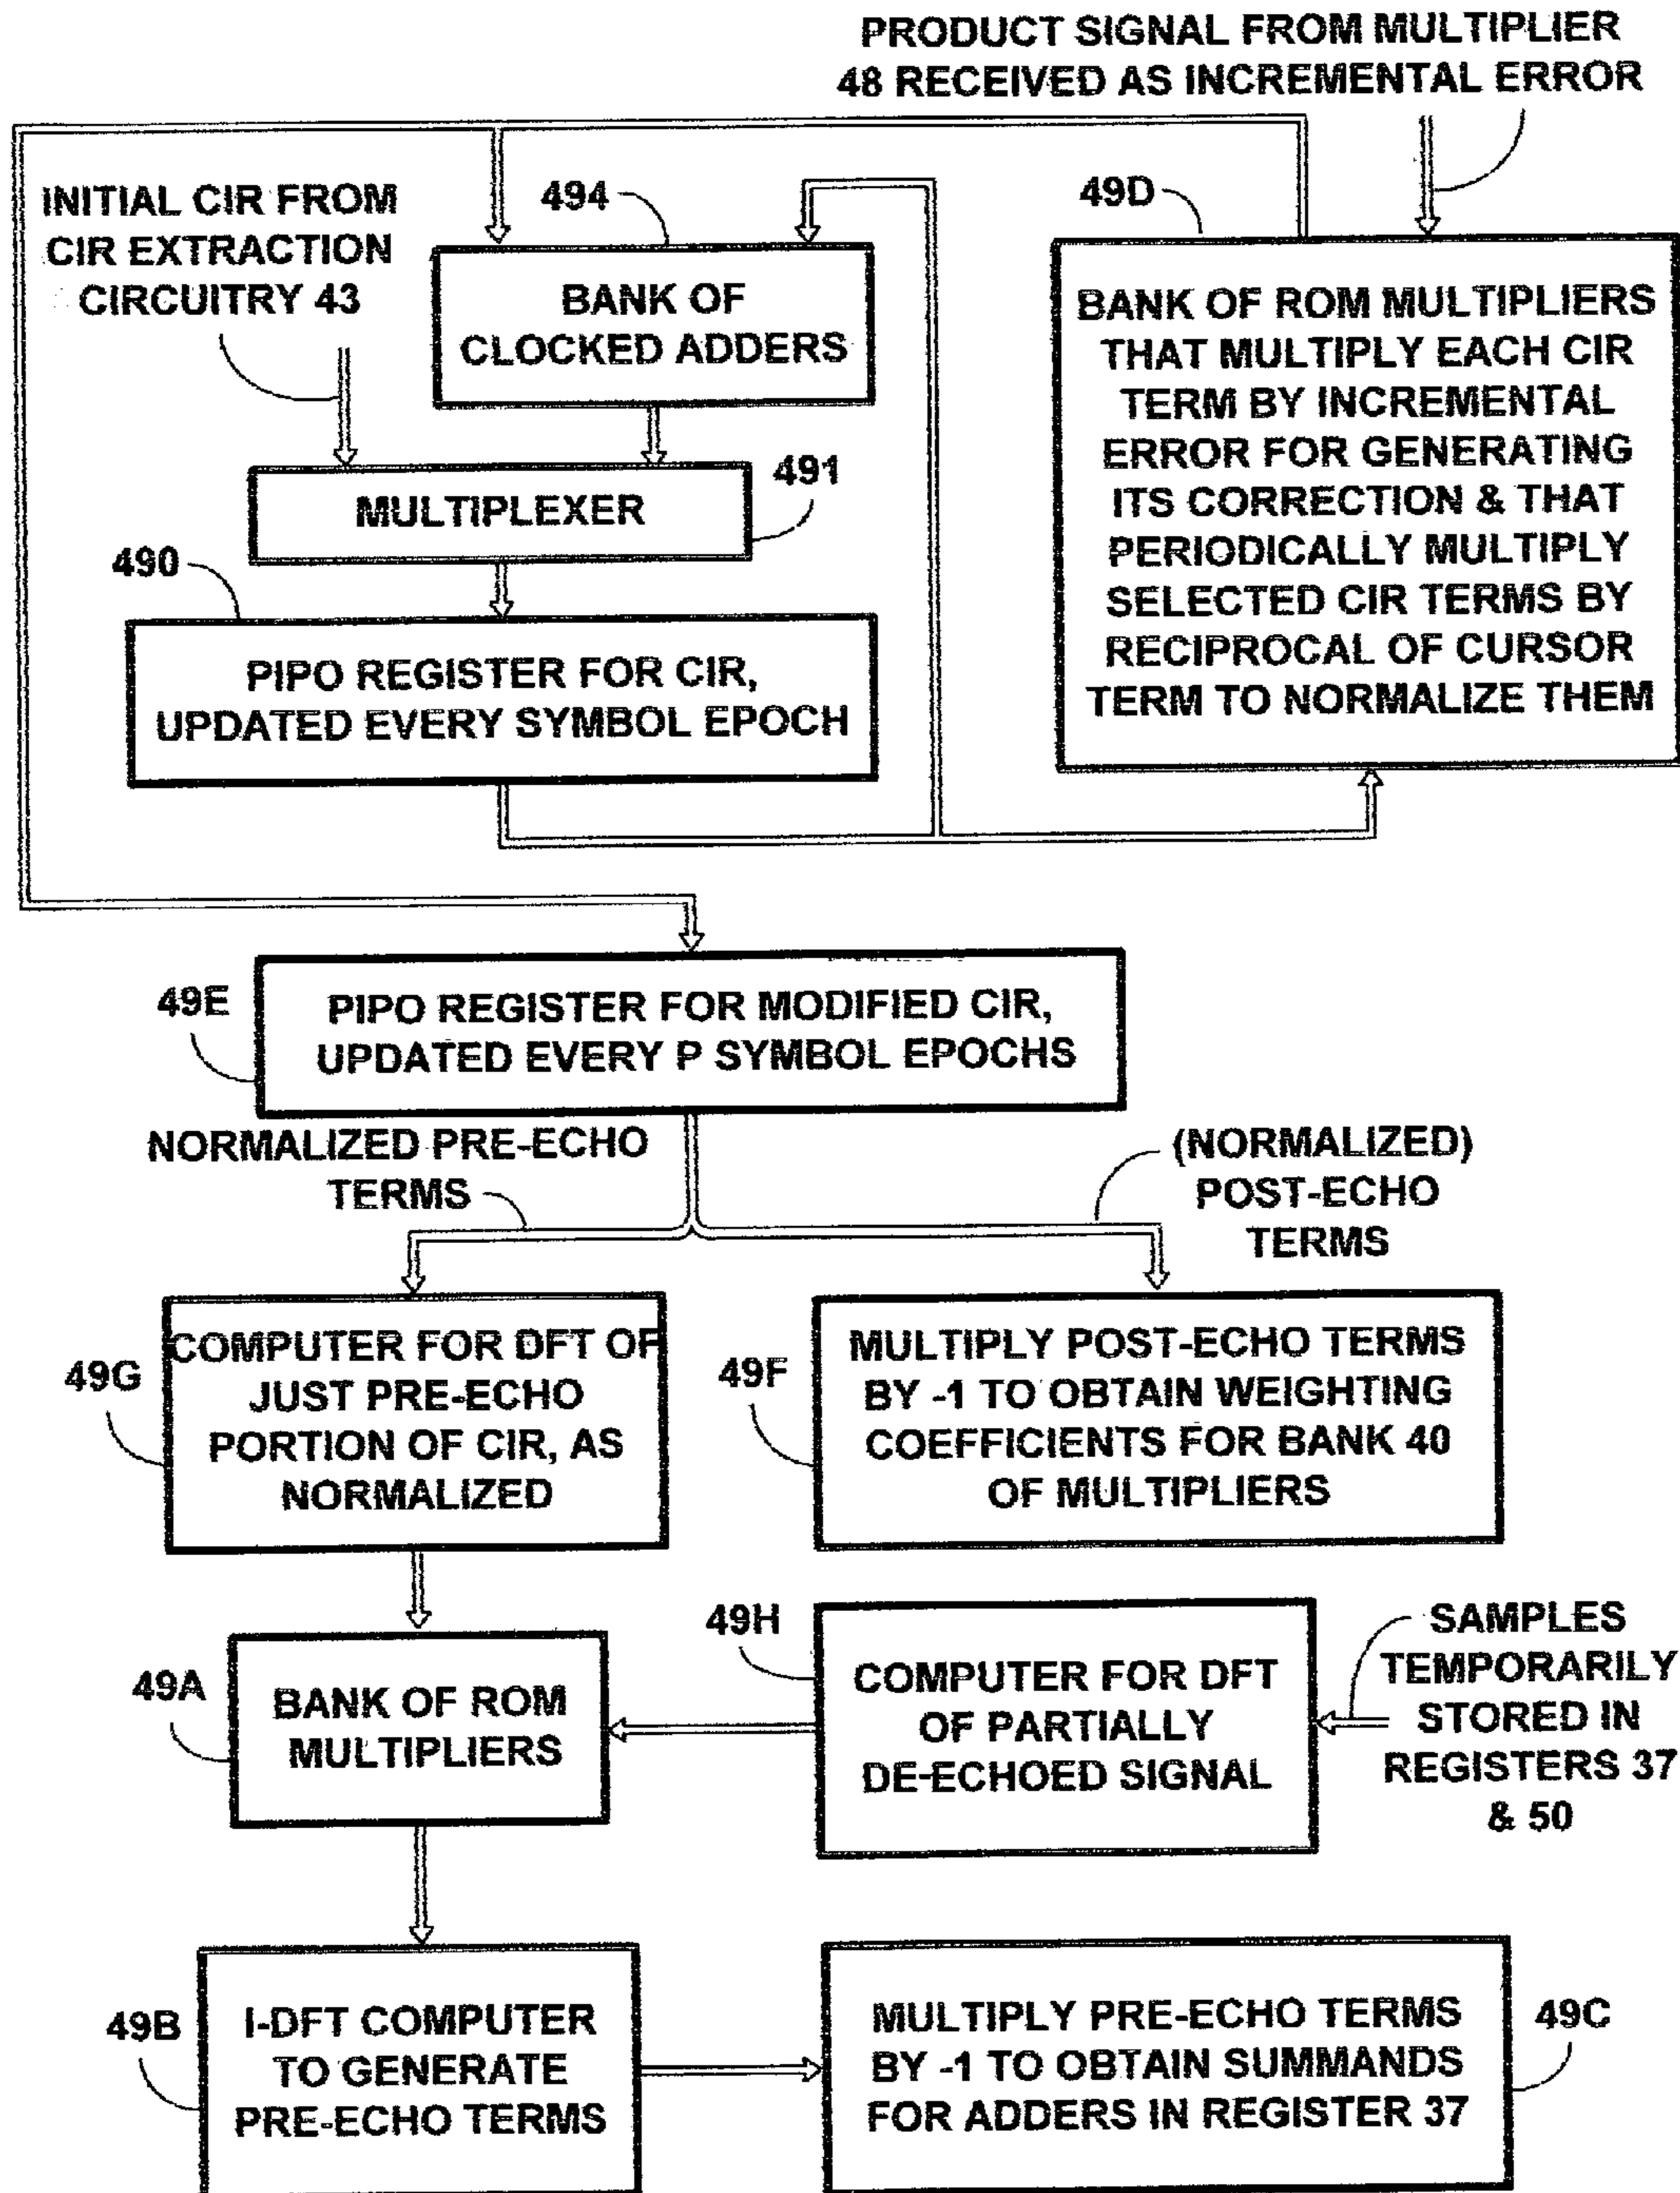 PRODUCT SIGNAL FROM MULTIPLIER
48 RECEIVED AS INCREMENTAL ERROR
INITIAL CIR FROM
CIR EXTRACTION
CIRCUITRY 43
494
BANK OF
CLOCKED ADDERS
49D
BANK OF ROM MULTIPLIERS
THAT MULTIPLY EACH CIR
TERM BY INCREMENTAL
ERROR FOR GENERATING
ITS CORRECTION & THAT
PERIODICALLY MULTIPLY
SELECTED CIR TERMS BY
RECIPROCAL OF CURSOR
TERM TO NORMALIZE THEM
MULTIPLEXER
491
490
PIPO REGISTER FOR CIR,
UPDATED EVERY SYMBOL EPOCH
49E
PIPO REGISTER FOR MODIFIED CIR,
UPDATED EVERY P SYMBOL EPOCHS
NORMALIZED PRE-ECHO
TERMS
(NORMALIZED)
POST-ECHO
TERMS
49G
COMPUTER FOR DFT OF
JUST PRE-ECHO
PORTION OF CIR, AS
NORMALIZED
49F
MULTIPLY POST-ECHO TERMS
BY -1 TO OBTAIN WEIGHTING
COEFFICIENTS FOR BANK 40
OF MULTIPLIERS
49A
BANK OF ROM
MULTIPLIERS
49H
COMPUTER FOR DFT
OF PARTIALLY
DE-ECHOED SIGNAL
SAMPLES
TEMPORARILY
STORED IN
REGISTERS 37
& 50
49B
I-DFT COMPUTER
TO GENERATE
PRE-ECHO TERMS
MULTIPLY PRE-ECHO TERMS
BY -1 TO OBTAIN SUMMANDS
FOR ADDERS IN REGISTER 37
49C